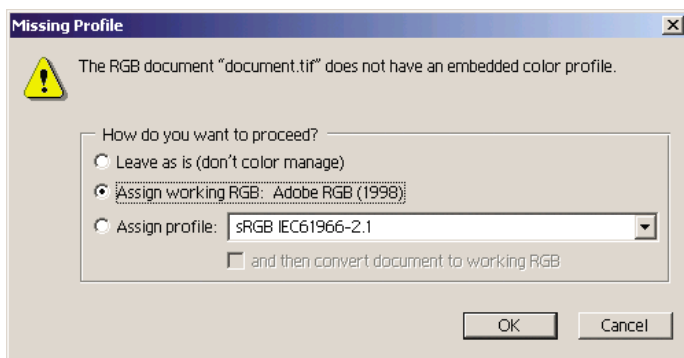 Missing Profile
The RGB document “document.tif” does not have an embedded color profile.
How do you want to proceed?
Leave as is (don't color manage)
Assign working RGB: Adobe RGB (1998)
Assign profile: sRGB IEC61966-2.1
and then convert document to working RGB
OK Cancel